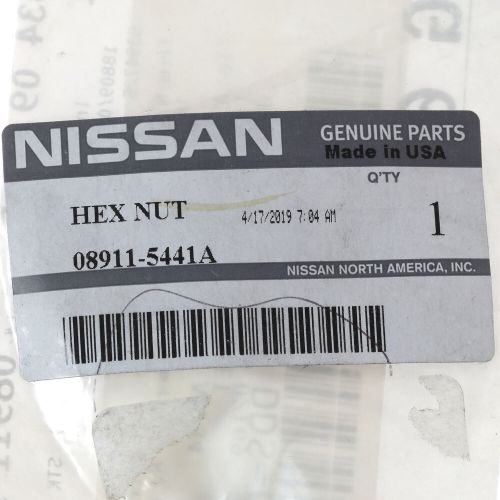 NISSAN
GENUINE PARTS
Made in USA
Q'TY
HEX NUT
4/17/2019 7:04 AM
1
08911-5441A
NISSAN NORTH AMERICA, INC.